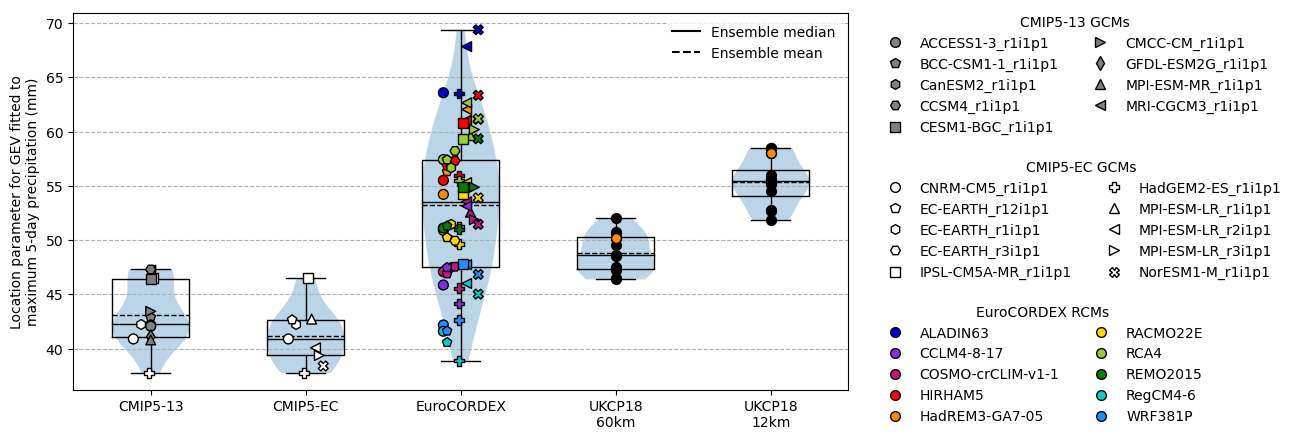 Location parameter for GEV fitted to
maximum 5-day precipitation (mm)
70
65
60
55
50
45
40
Ensemble median
Ensemble mean
CMIP5-13
CMIP5-EC
EuroCORDEX
UKCP18
60km
UKCP18
12km
CMIP5-13 GCMs
ACCESS1-3_r1i1p1
BCC-CSM1-1_r1i1p1
CanESM2_r1i1p1
CCSM4_r1i1p1
CESM1-BGC_r1i1p1
CMCC-CM_r1i1p1
GFDL-ESM2G_r1i1p1
MPI-ESM-MR_r1i1p1
MRI-CGCM3_r1i1p1
CMIP5-EC GCMs
CNRM-CM5_r1i1p1
EC-EARTH_r12i1p1
EC-EARTH_r1i1p1
EC-EARTH_r3i1p1
IPSL-CM5A-MR_r1i1p1
HadGEM2-ES_r1i1p1
MPI-ESM-LR_r1i1p1
MPI-ESM-LR_r2i1p1
MPI-ESM-LR_r3i1p1
NorESM1-M_r1i1p1
EuroCORDEX RCMs
ALADIN63
CCLM4-8-17
COSMO-crCLIM-v1-1
HIRHAM5
HadREM3-GA7-05
RACMO22E
RCA4
REMO2015
RegCM4-6
WRF381P